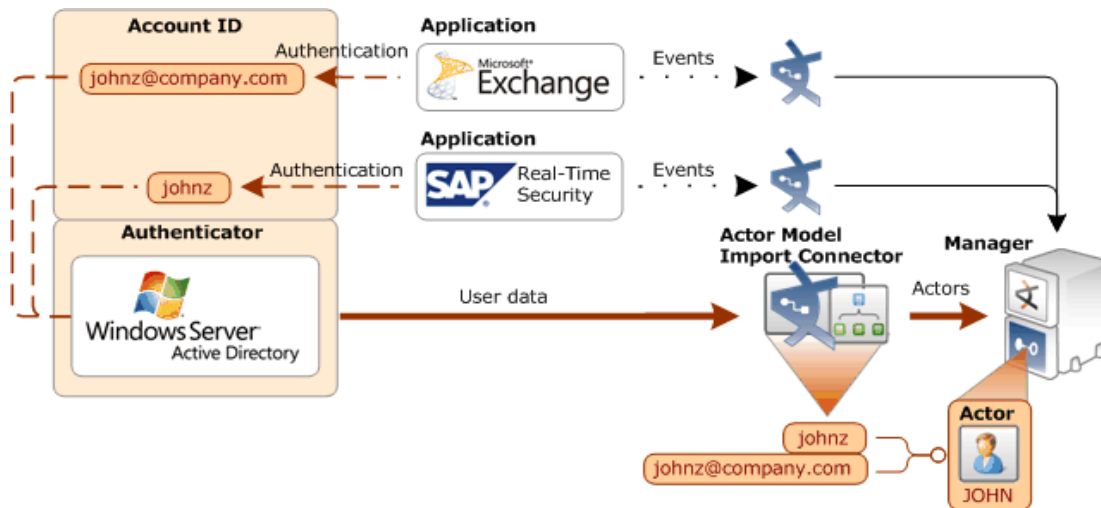 Account ID
Application
Authentication
johnz@company.com
Microsoft®
Exchange
Events
Application
Authentication
johnz
SAP
Real-Time
Security
Events
Authenticator
Windows Server
Active Directory
User data
Actor Model
Import Connector
Actors
Manager
johnz
johnz@company.com
Actor
JOHN